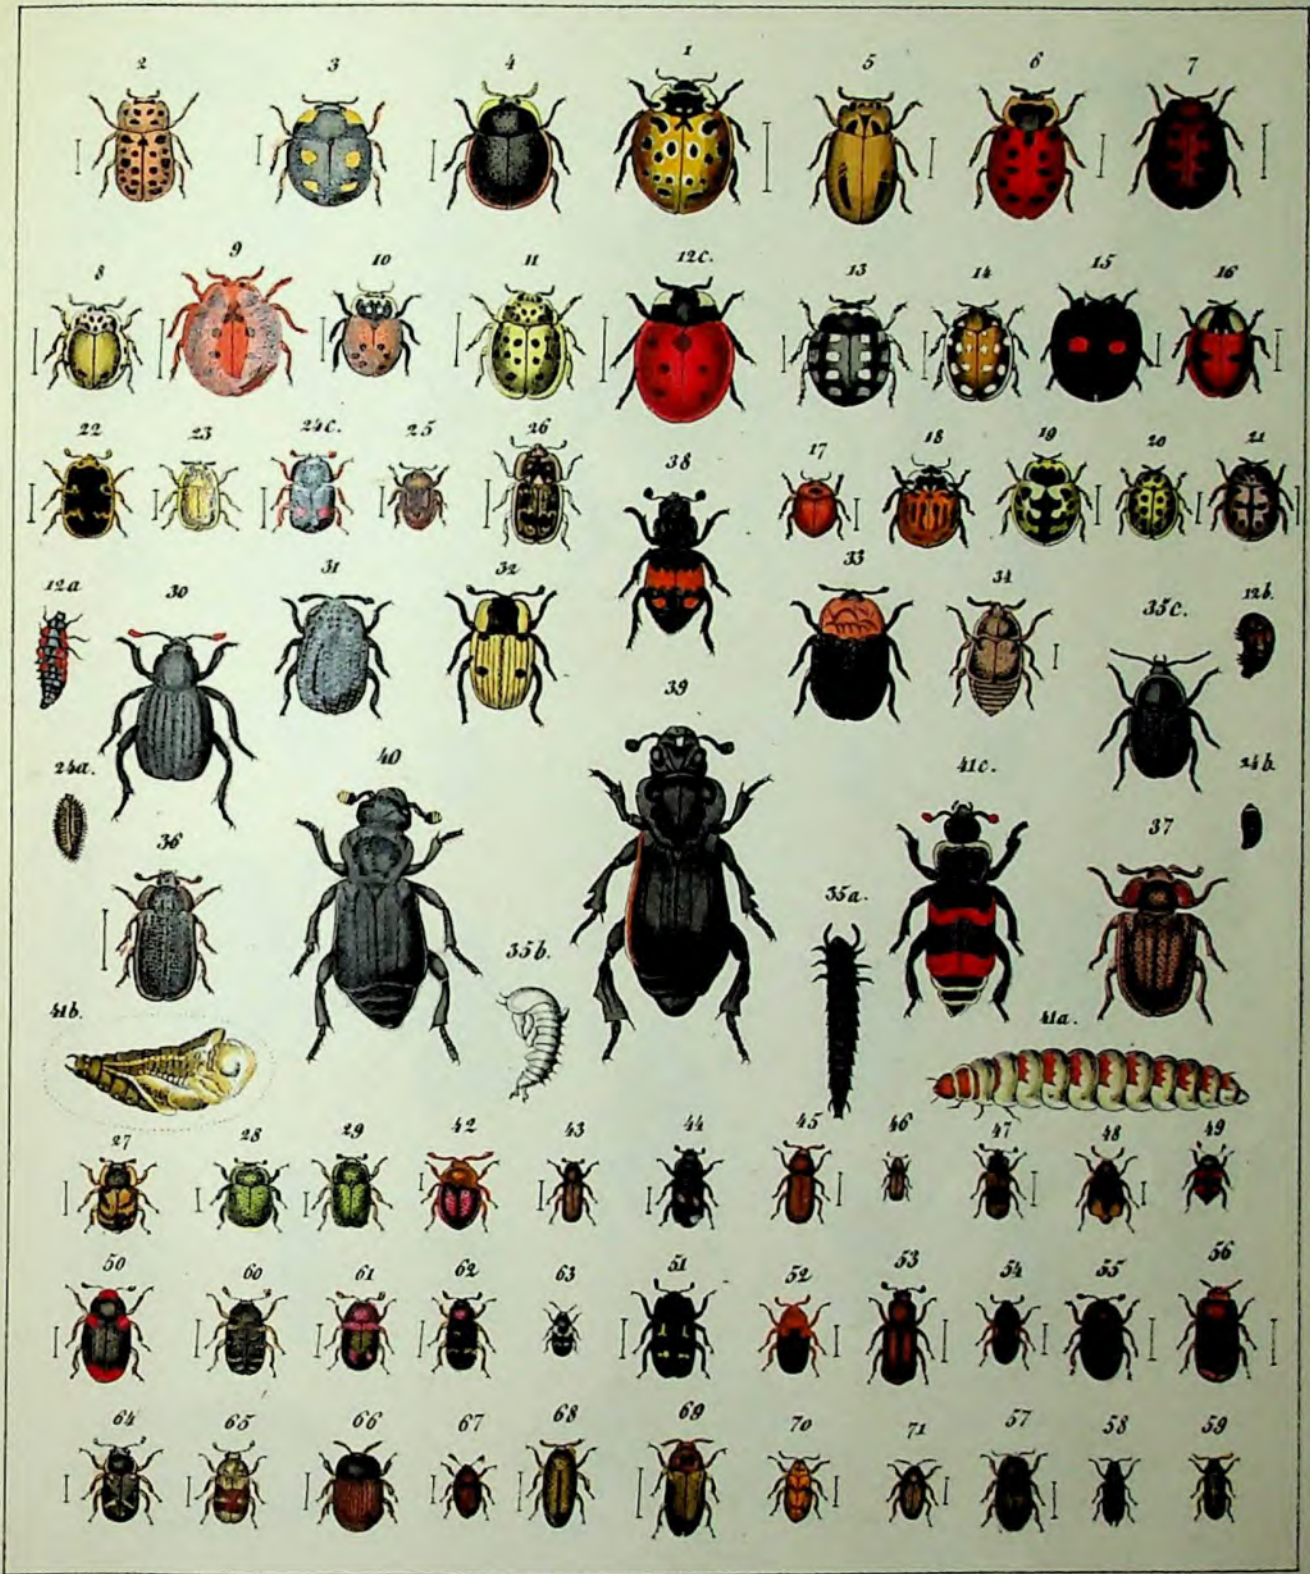 2 3 4 1 5 6 7
8 9 10 11 12c. 13 14 15 16
22 23 24c. 25 26 38 17 18 19 20 21
12a 30 31 32 33 34 35c. 12b.
24a. 40 39 41c. 24b.
36 35b. 35a. 37
41b. 41a.
27 28 29 42 43 44 45 46 47 48 49
50 60 61 62 63 51 52 53 54 55 56
64 65 66 67 68 69 70 71 57 58 59